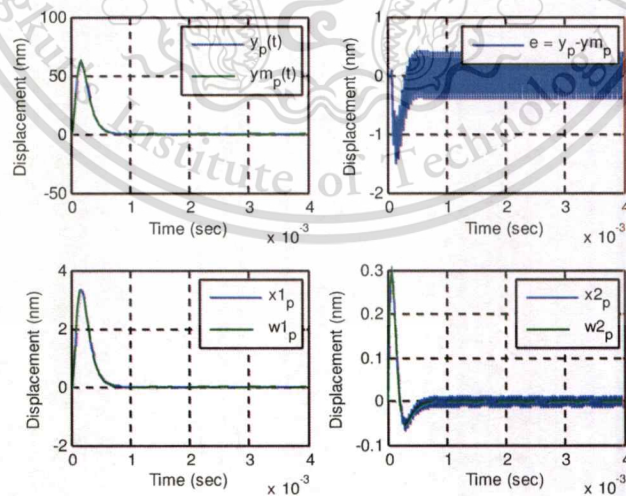 100
50
0
-50
0 1 2 3 4
Displacement (nm)
Time (sec)
x 10^-3
y_p(t)
ym_p(t)
1
0
-1
-2
0 1 2 3 4
Displacement (nm)
Time (sec)
x 10^-3
e = y_p-ym_p
4
2
0
-2
0 1 2 3 4
Displacement (nm)
Time (sec)
x 10^-3
x1_p
w1_p
0.3
0.2
0.1
0
-0.1
0 1 2 3 4
Displacement (nm)
Time (sec)
x 10^-3
x2_p
w2_p
Institute of Technology